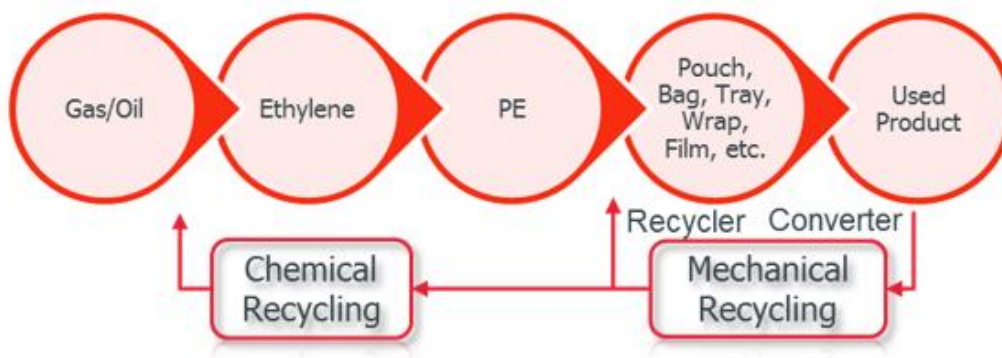 Gas/Oil
Ethylene
PE
Pouch,
Bag, Tray,
Wrap,
Film, etc.
Used
Product
Recycler Converter
Chemical
Recycling
Mechanical
Recycling